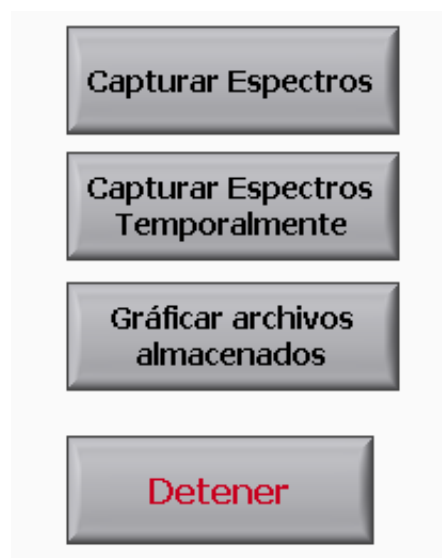 Capturar Espectros
Capturar Espectros
Temporalmente
Gráficar archivos
almacenados
Detener